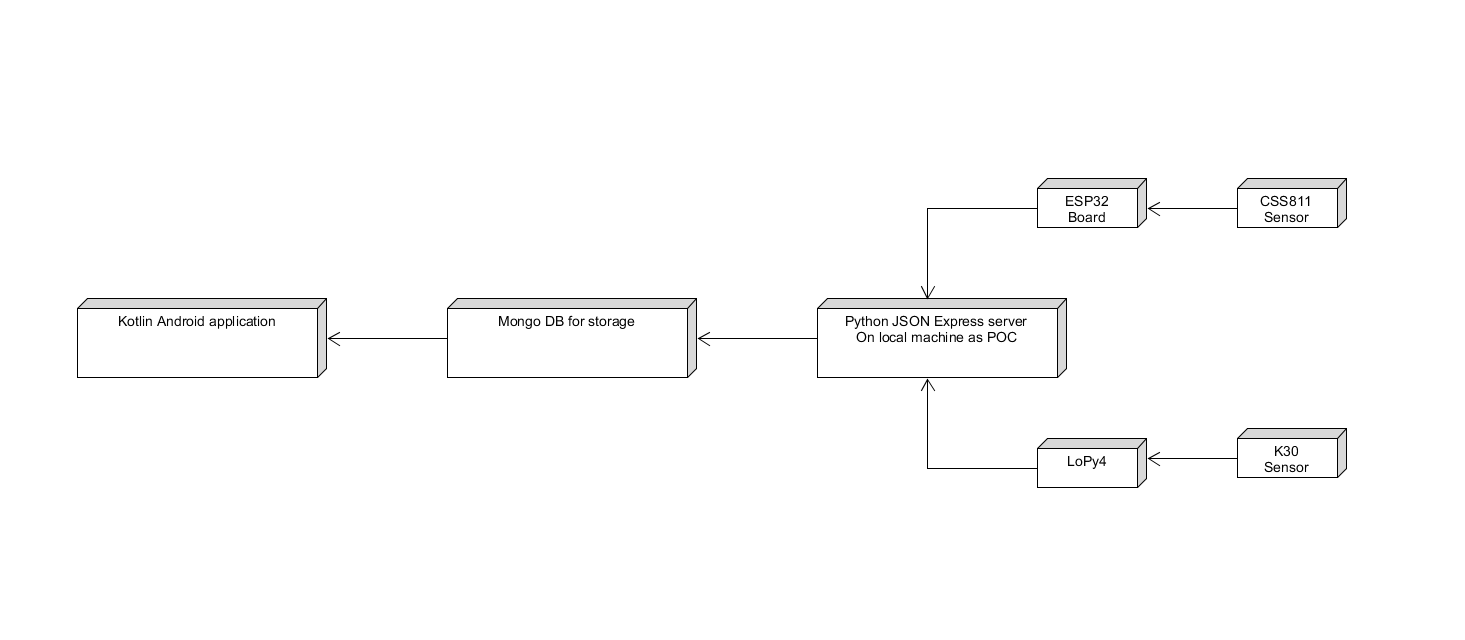 ESP32
Board
CSS811
Sensor
Kotlin Android application
Mongo DB for storage
Python JSON Express server
On local machine as POC
LoPy4
K30
Sensor